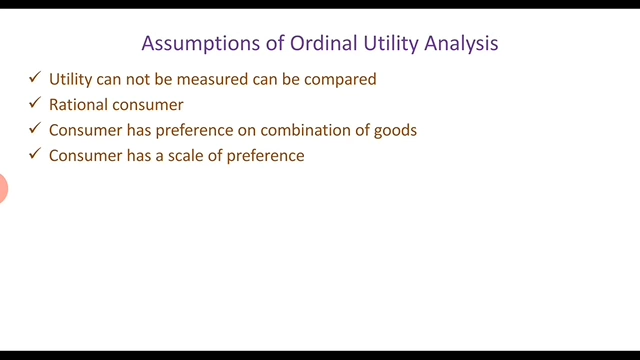 Assumptions of Ordinal Utility Analysis
✓ Utility can not be measured can be compared
✓ Rational consumer
✓ Consumer has preference on combination of goods
✓ Consumer has a scale of preference